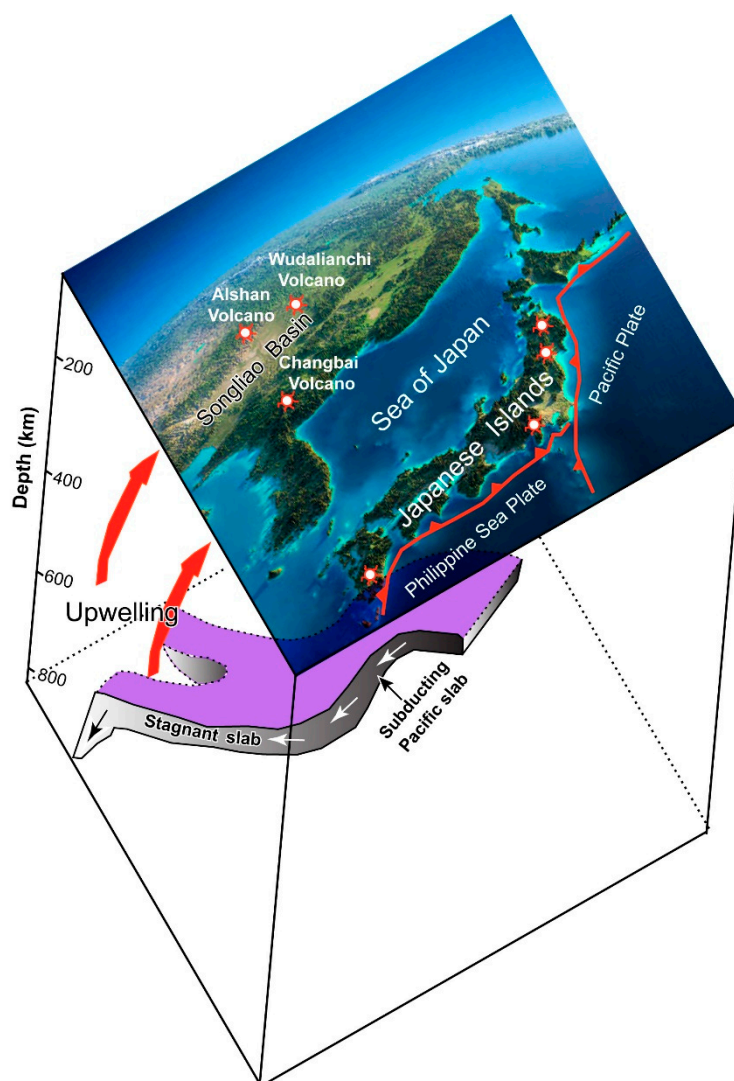 Wudalianchi
Volcano
Alshan
Volcano
Songliao Basin
Changbai
Volcano
Sea of Japan
Japanese Islands
Pacific Plate
Philippine Sea Plate
Depth (km)
200
400
600
800
Upwelling
Stagnant slab
Subducting
Pacific slab